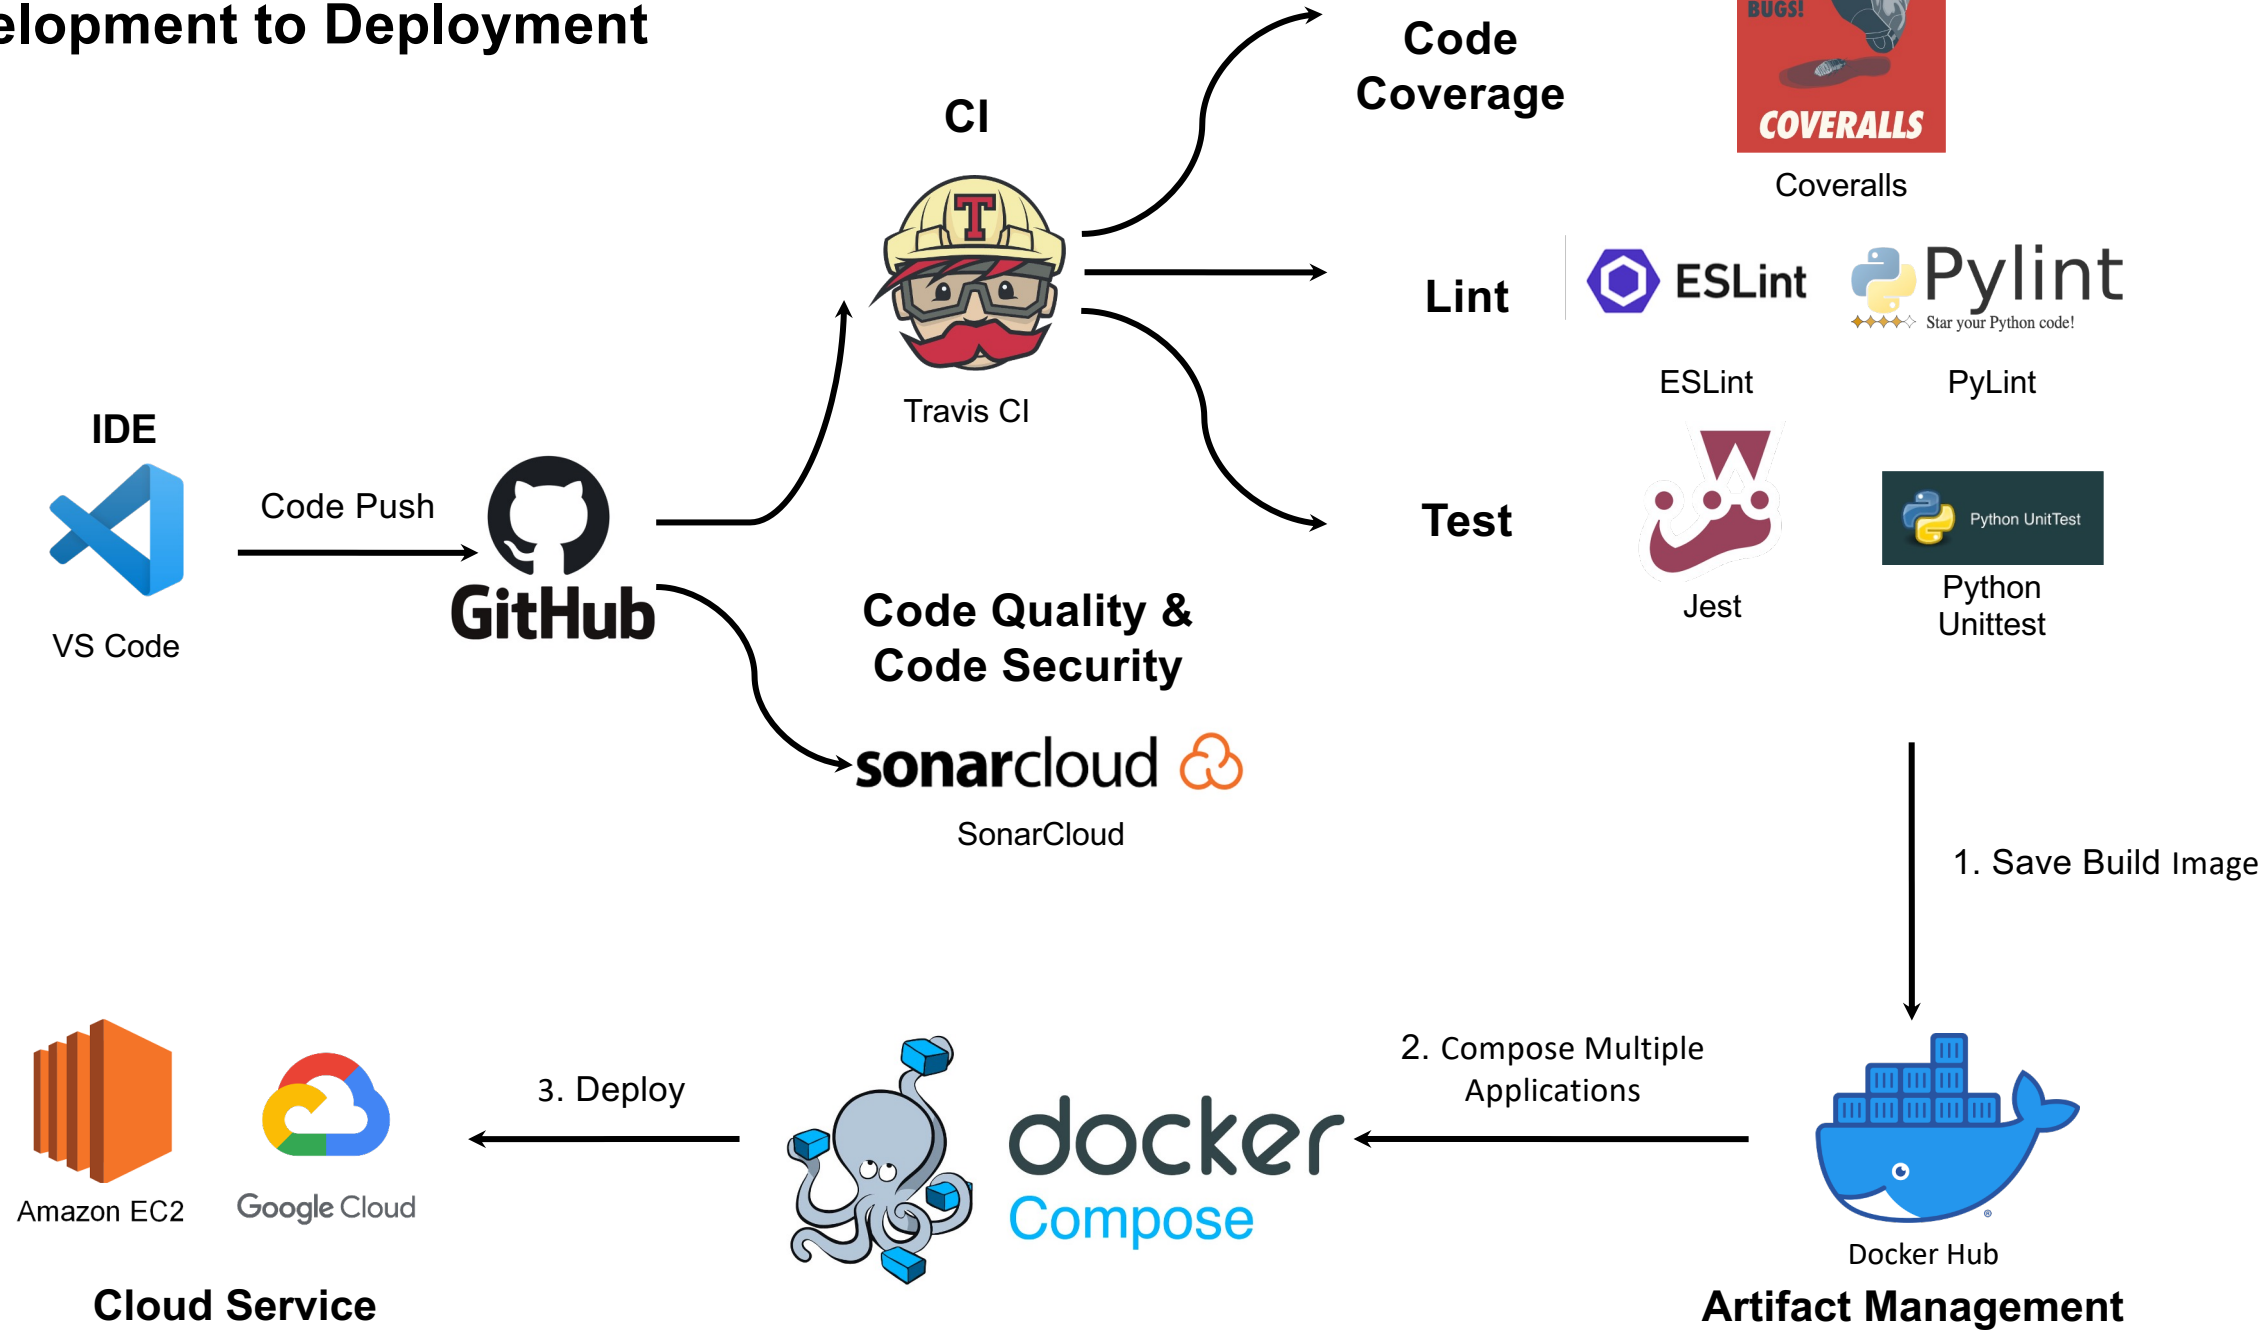 elopment to Deployment
BUGS!
COVERALLS
Coveralls
Code
Coverage
CI
T
Travis CI
Lint
ESLint
Pylint
Star your Python code!
ESLint
PyLint
IDE
VS Code
Code Push
GitHub
Test
Jest
Python UnitTest
Python
Unittest
Code Quality &
Code Security
sonarcloud
SonarCloud
1. Save Build Image
2. Compose Multiple
Applications
3. Deploy
docker
Compose
®
Docker Hub
Artifact Management
Amazon EC2
Google Cloud
Cloud Service